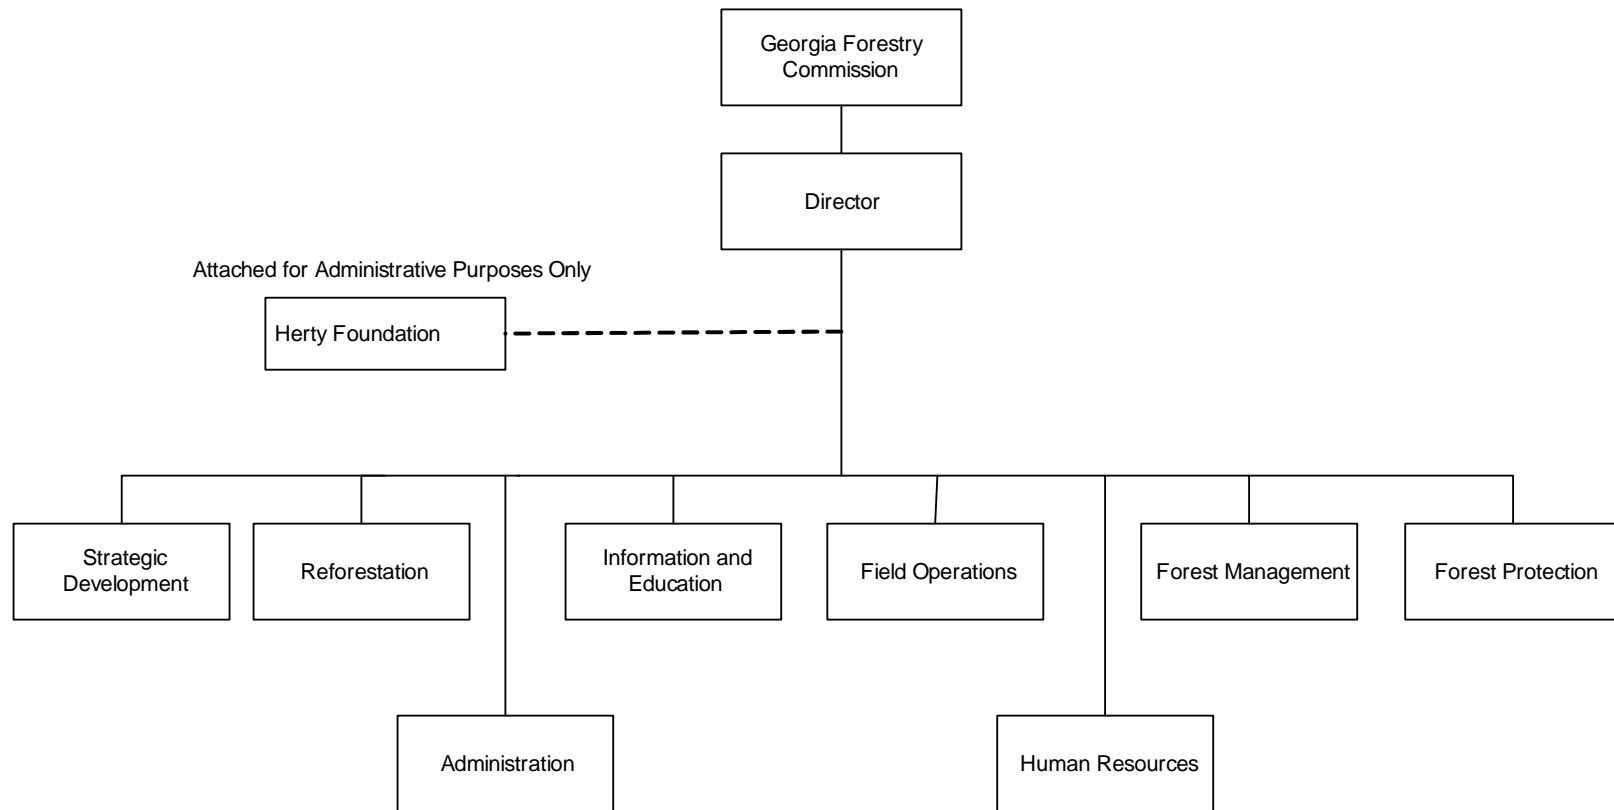 Georgia Forestry
Commission
Director
Attached for Administrative Purposes Only
Herty Foundation
Strategic
Development
Reforestation
Information and
Education
Field Operations
Forest Management
Forest Protection
Administration
Human Resources